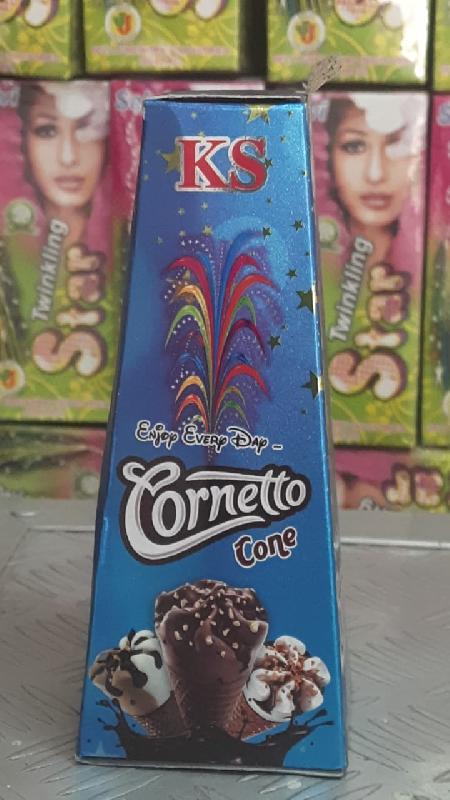 KS
Enjoy Every Day -
Cornetto
Cone
Twinkling
Star
Twinkling
Star